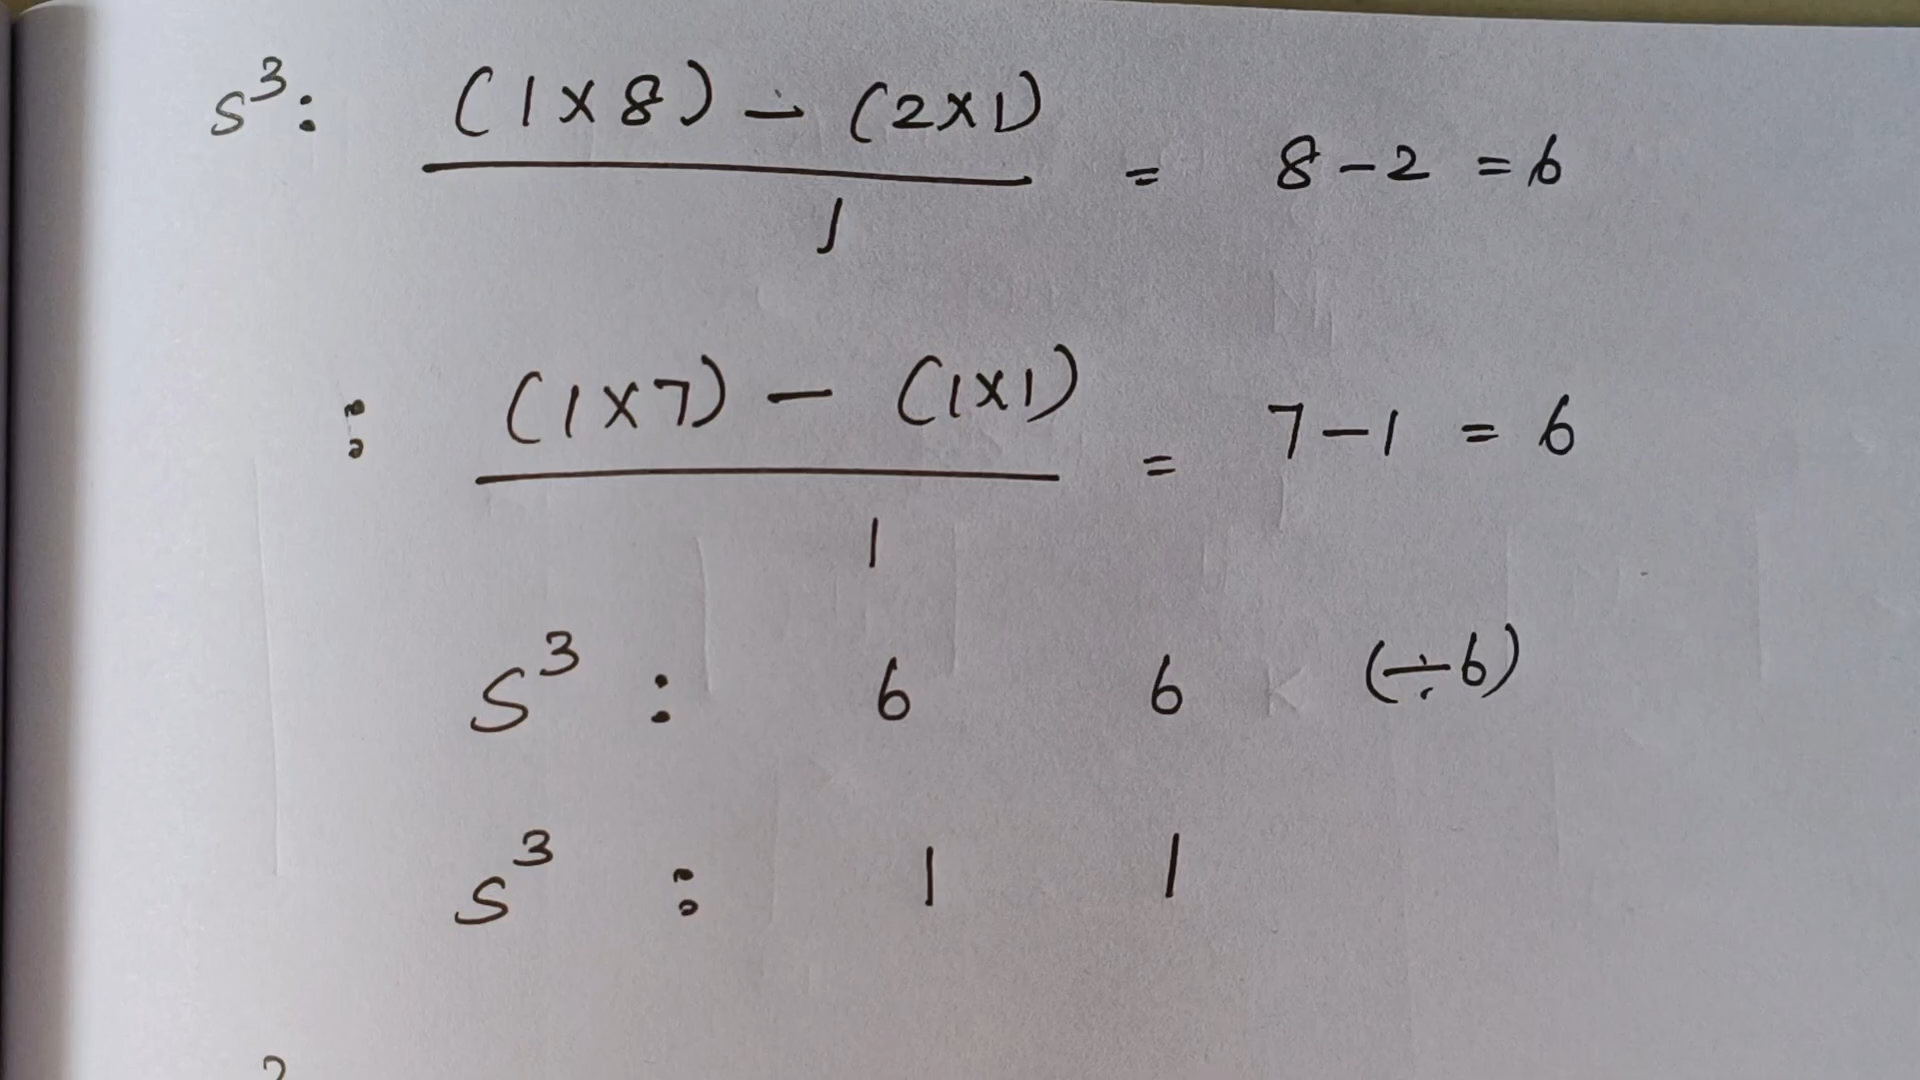 s³: (1×8) - (2×1) / 1 = 8-2 = 6
: (1×7) - (1×1) / 1 = 7-1 = 6
s³ : 6 6 (÷6)
s³ : 1 1